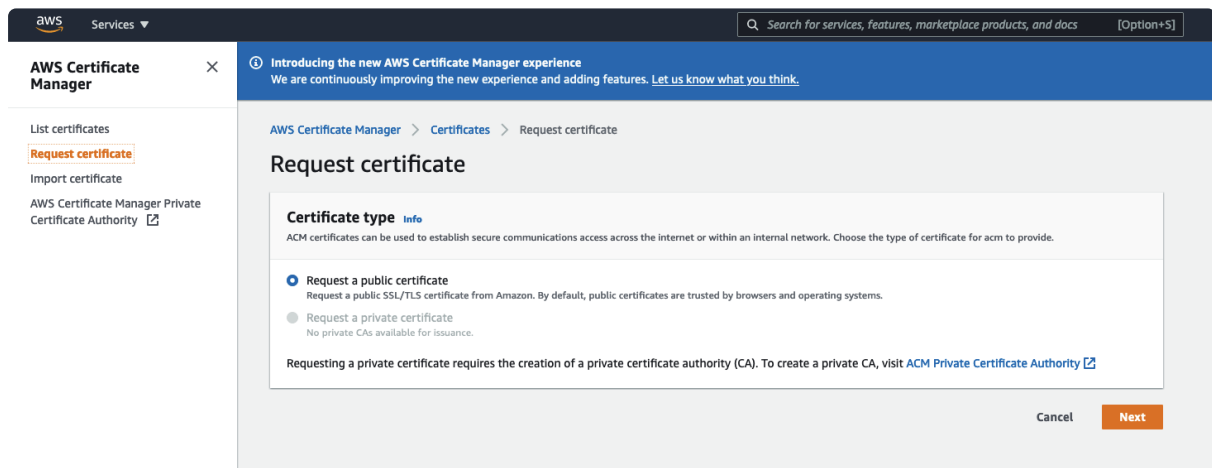 aws
Services ▼
Search for services, features, marketplace products, and docs
[Option+S]
AWS Certificate
Manager
Introducing the new AWS Certificate Manager experience
We are continuously improving the new experience and adding features. Let us know what you think.
List certificates
Request certificate
Import certificate
AWS Certificate Manager Private
Certificate Authority
AWS Certificate Manager > Certificates > Request certificate
Request certificate
Certificate type Info
ACM certificates can be used to establish secure communications access across the internet or within an internal network. Choose the type of certificate for acm to provide.
Request a public certificate
Request a public SSL/TLS certificate from Amazon. By default, public certificates are trusted by browsers and operating systems.
Request a private certificate
No private CAs available for issuance.
Requesting a private certificate requires the creation of a private certificate authority (CA). To create a private CA, visit ACM Private Certificate Authority
Cancel
Next